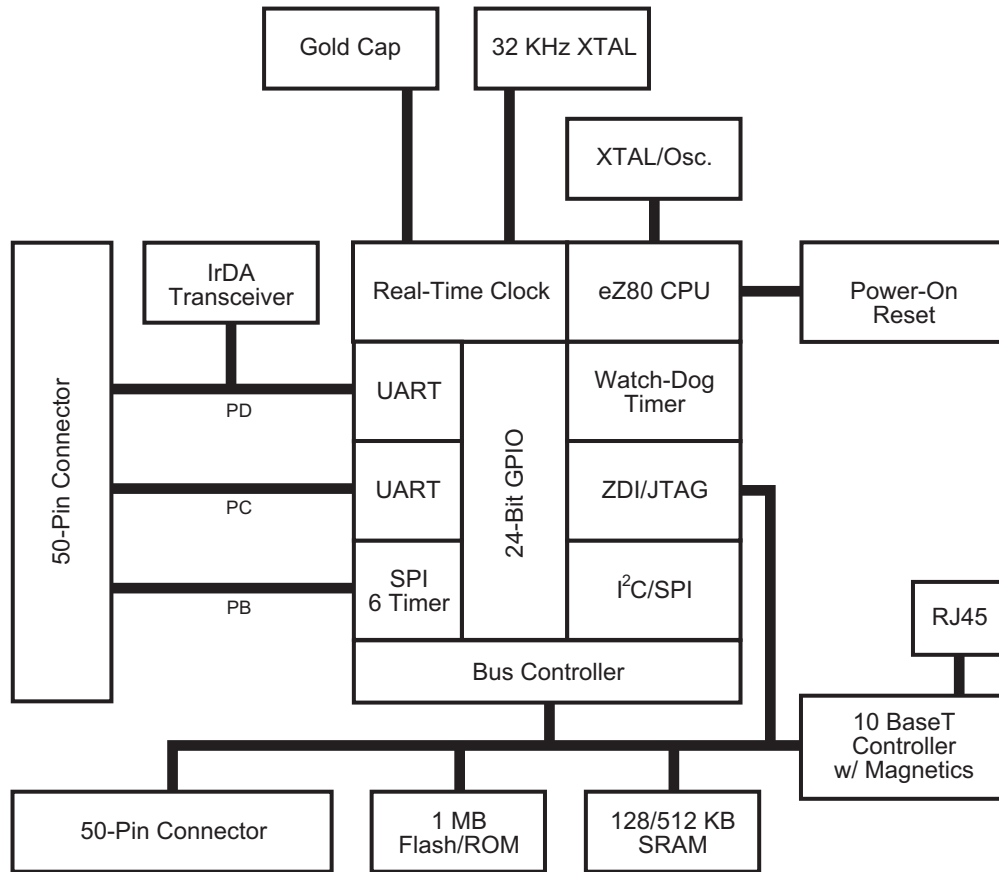 Gold Cap
32 KHz XTAL
XTAL/Osc.
IrDA
Transceiver
Real-Time Clock
eZ80 CPU
Power-On
Reset
50-Pin Connector
PD
UART
24-Bit GPIO
Watch-Dog
Timer
PC
UART
ZDI/JTAG
PB
SPI
6 Timer
I²C/SPI
RJ45
Bus Controller
10 BaseT
Controller
w/ Magnetics
50-Pin Connector
1 MB
Flash/ROM
128/512 KB
SRAM